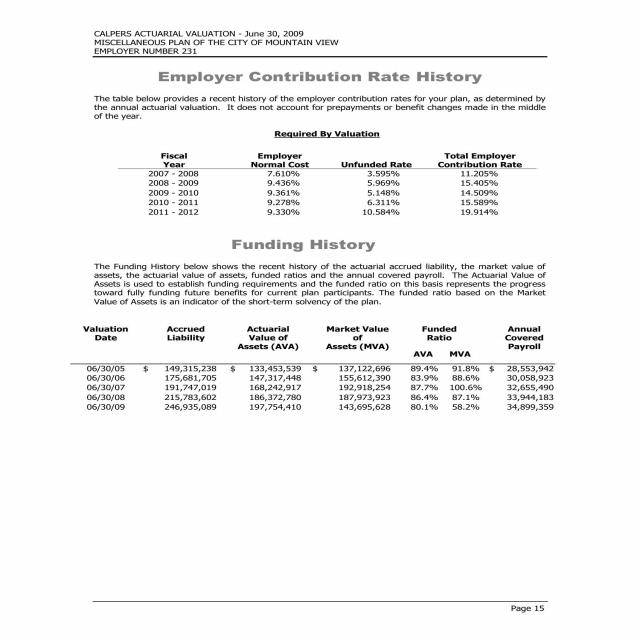 CALPERS ACTUARIAL VALUATION - June 30, 2009
MISCELLANEOUS PLAN OF THE CITY OF MOUNTAIN VIEW
EMPLOYER NUMBER 231
Employer Contribution Rate History
The table below provides a recent history of the employer contribution rates for your plan, as determined by
the annual actuarial valuation. It does not account for prepayments or benefit changes made in the middle
of the year.
Required By Valuation
Fiscal Employer Total Employer
Year Normal Cost Unfunded Rate Contribution Rate
2007 - 2008 7.610% 3.595% 11.205%
2008 - 2009 9.436% 5.969% 15.405%
2009 - 2010 9.361% 5.148% 14.509%
2010 - 2011 9.278% 6.311% 15.589%
2011 - 2012 9.330% 10.584% 19.914%
Funding History
The Funding History below shows the recent history of the actuarial accrued liability, the market value of
assets, the actuarial value of assets, funded ratios and the annual covered payroll. The Actuarial Value of
Assets is used to establish funding requirements and the funded ratio on this basis represents the progress
toward fully funding future benefits for current plan participants. The funded ratio based on the Market
Value of Assets is an indicator of the short-term solvency of the plan.
Valuation Accrued Actuarial Market Value Funded Annual
Date Liability Value of of Ratio Covered
Assets (AVA) Assets (MVA) Payroll
AVA MVA
06/30/05 $ 149,315,238 $ 133,453,539 $ 137,122,696 89.4% 91.8% $ 28,553,942
06/30/06 175,681,705 147,317,448 155,612,390 83.9% 88.6% 30,058,923
06/30/07 191,747,019 168,242,917 192,918,254 87.7% 100.6% 32,655,490
06/30/08 215,783,602 186,372,780 187,973,923 86.4% 87.1% 33,944,183
06/30/09 246,935,089 197,754,410 143,695,628 80.1% 58.2% 34,899,359
Page 15